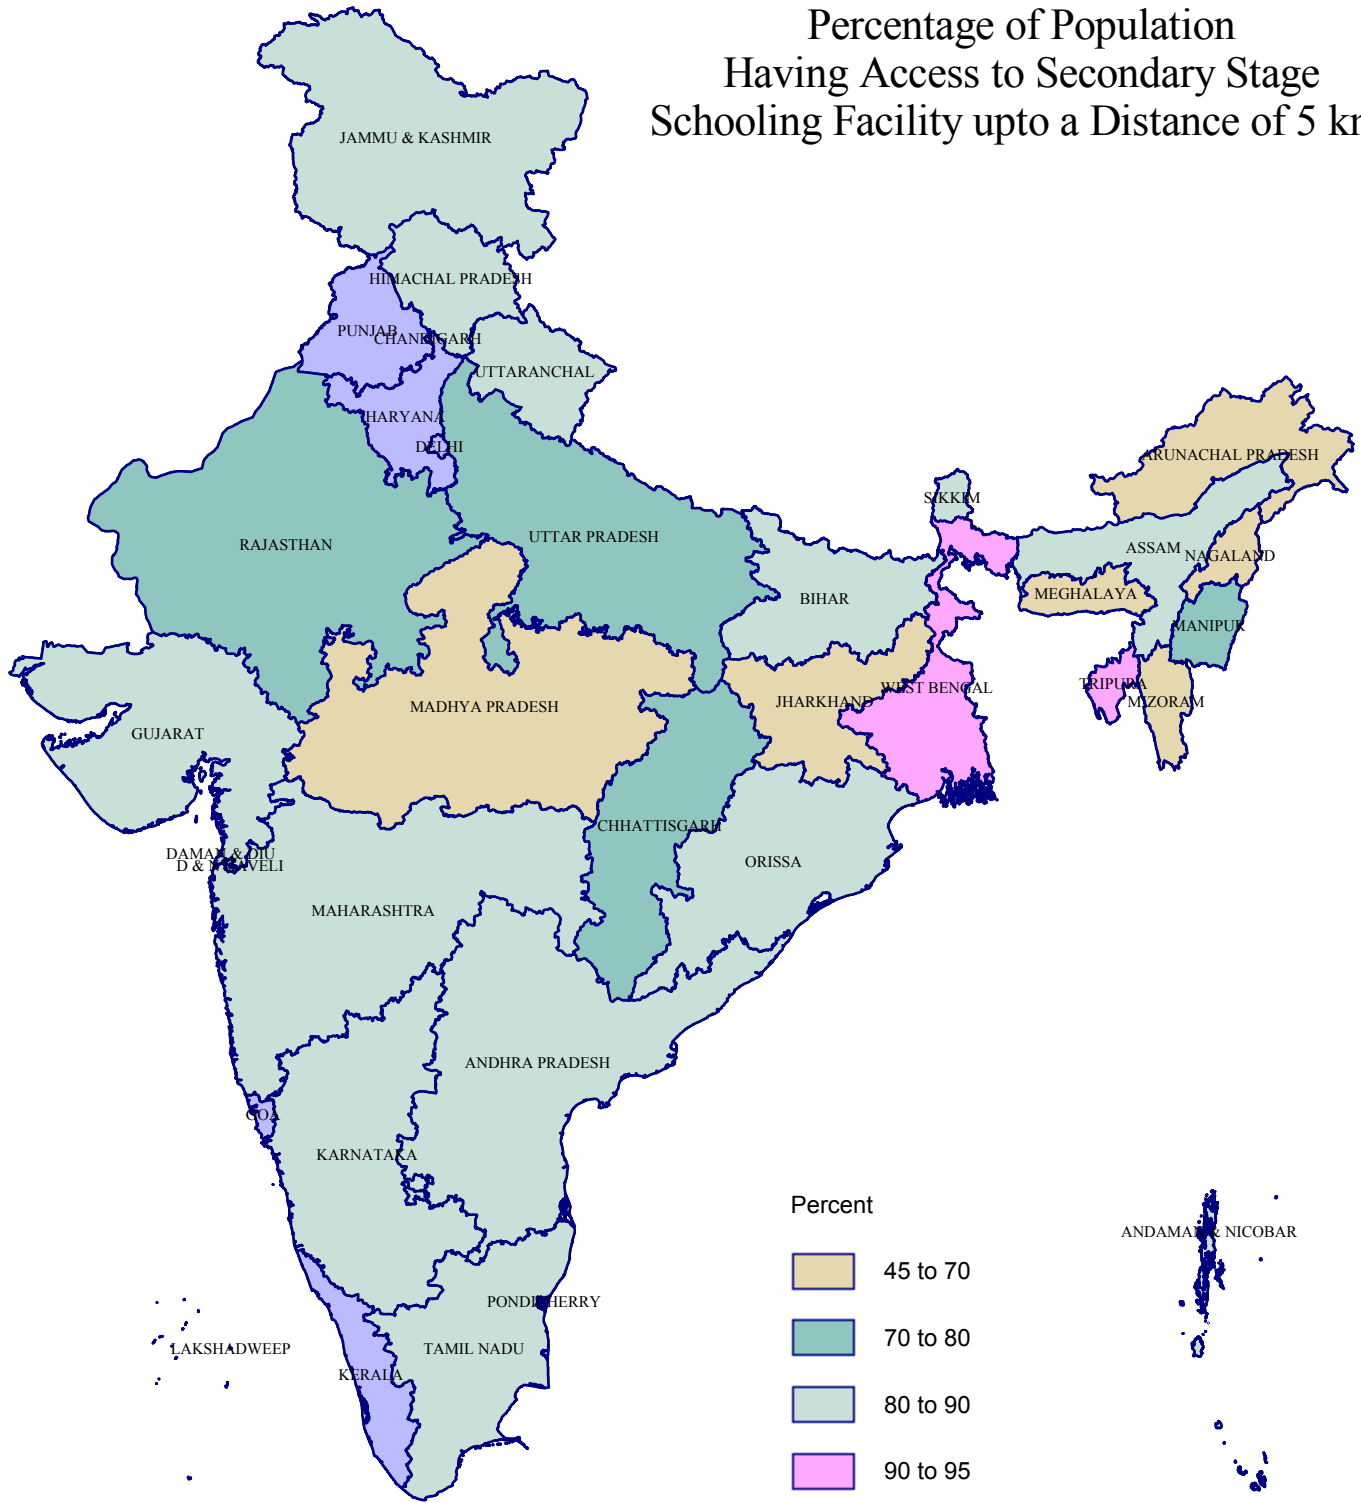 Percentage of Population
Having Access to Secondary Stage
Schooling Facility upto a Distance of 5 k
JAMMU & KASHMIR
HIMACHAL PRADESH
PUNJAB
CHANDIGARH
UTTARANCHAL
HARYANA
DELHI
ARUNACHAL PRADESH
SIKKIM
RAJASTHAN
UTTAR PRADESH
ASSAM
NAGALAND
BIHAR
MEGHALAYA
MANIPUR
TRIPURA
WEST BENGAL
JHARKHAND
MIZORAM
MADHYA PRADESH
GUJARAT
CHHATTISGARH
DAMAN & DIU
D & N HAVELI
ORISSA
MAHARASHTRA
ANDHRA PRADESH
GOA
KARNATAKA
Percent
ANDAMAN & NICOBAR
45 to 70
PONDICHERRY
70 to 80
LAKSHADWEEP
TAMIL NADU
KERALA
80 to 90
90 to 95